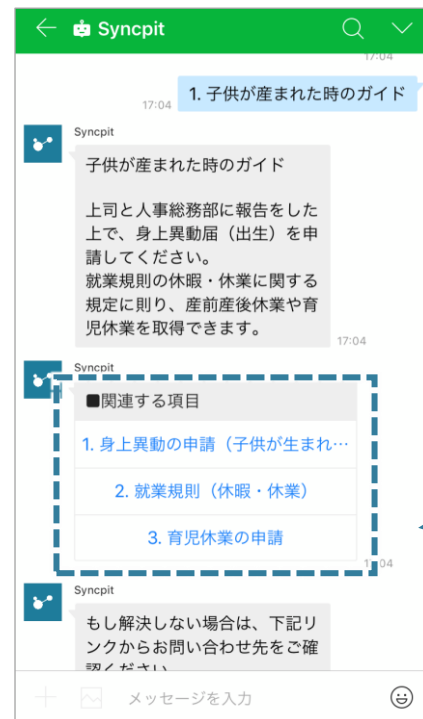 Syncpit
17:04
1. 子供が産まれた時のガイド
17:04
Syncpit
子供が産まれた時のガイド
上司と人事総務部に報告をした
上で、身上異動届（出生）を申
請してください。
就業規則の休暇・休業に関する
規定に則り、産前産後休業や育
児休業を取得できます。
17:04
Syncpit
■関連する項目
1. 身上異動の申請（子供が生まれ…
2. 就業規則（休暇・休業）
3. 育児休業の申請
Syncpit
もし解決しない場合は、下記リ
ンクからお問い合わせ先をご確
認ください
メッセージを入力